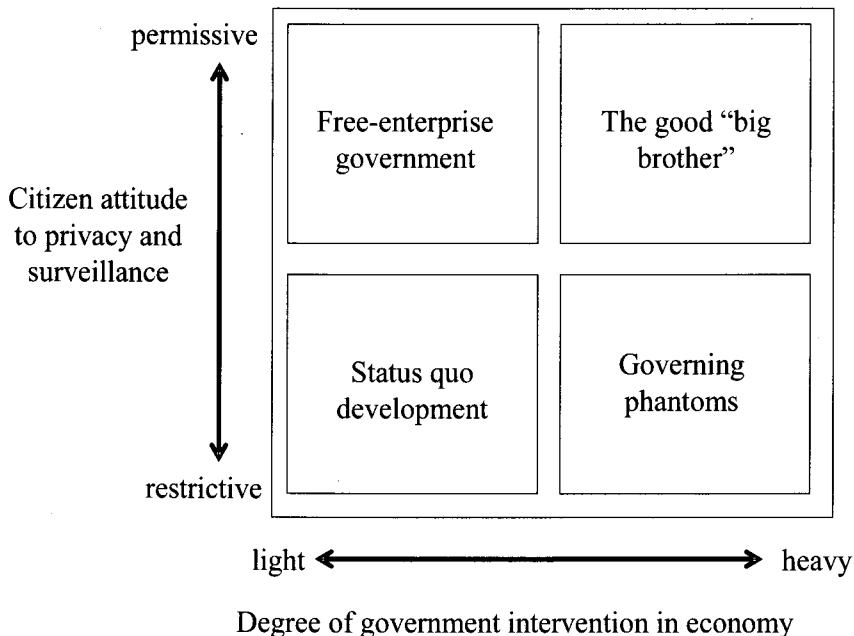 permissive
Free-enterprise
government
The good “big
brother”
Citizen attitude
to privacy and
surveillance
Status quo
development
Governing
phantoms
restrictive
light
heavy
Degree of government intervention in economy